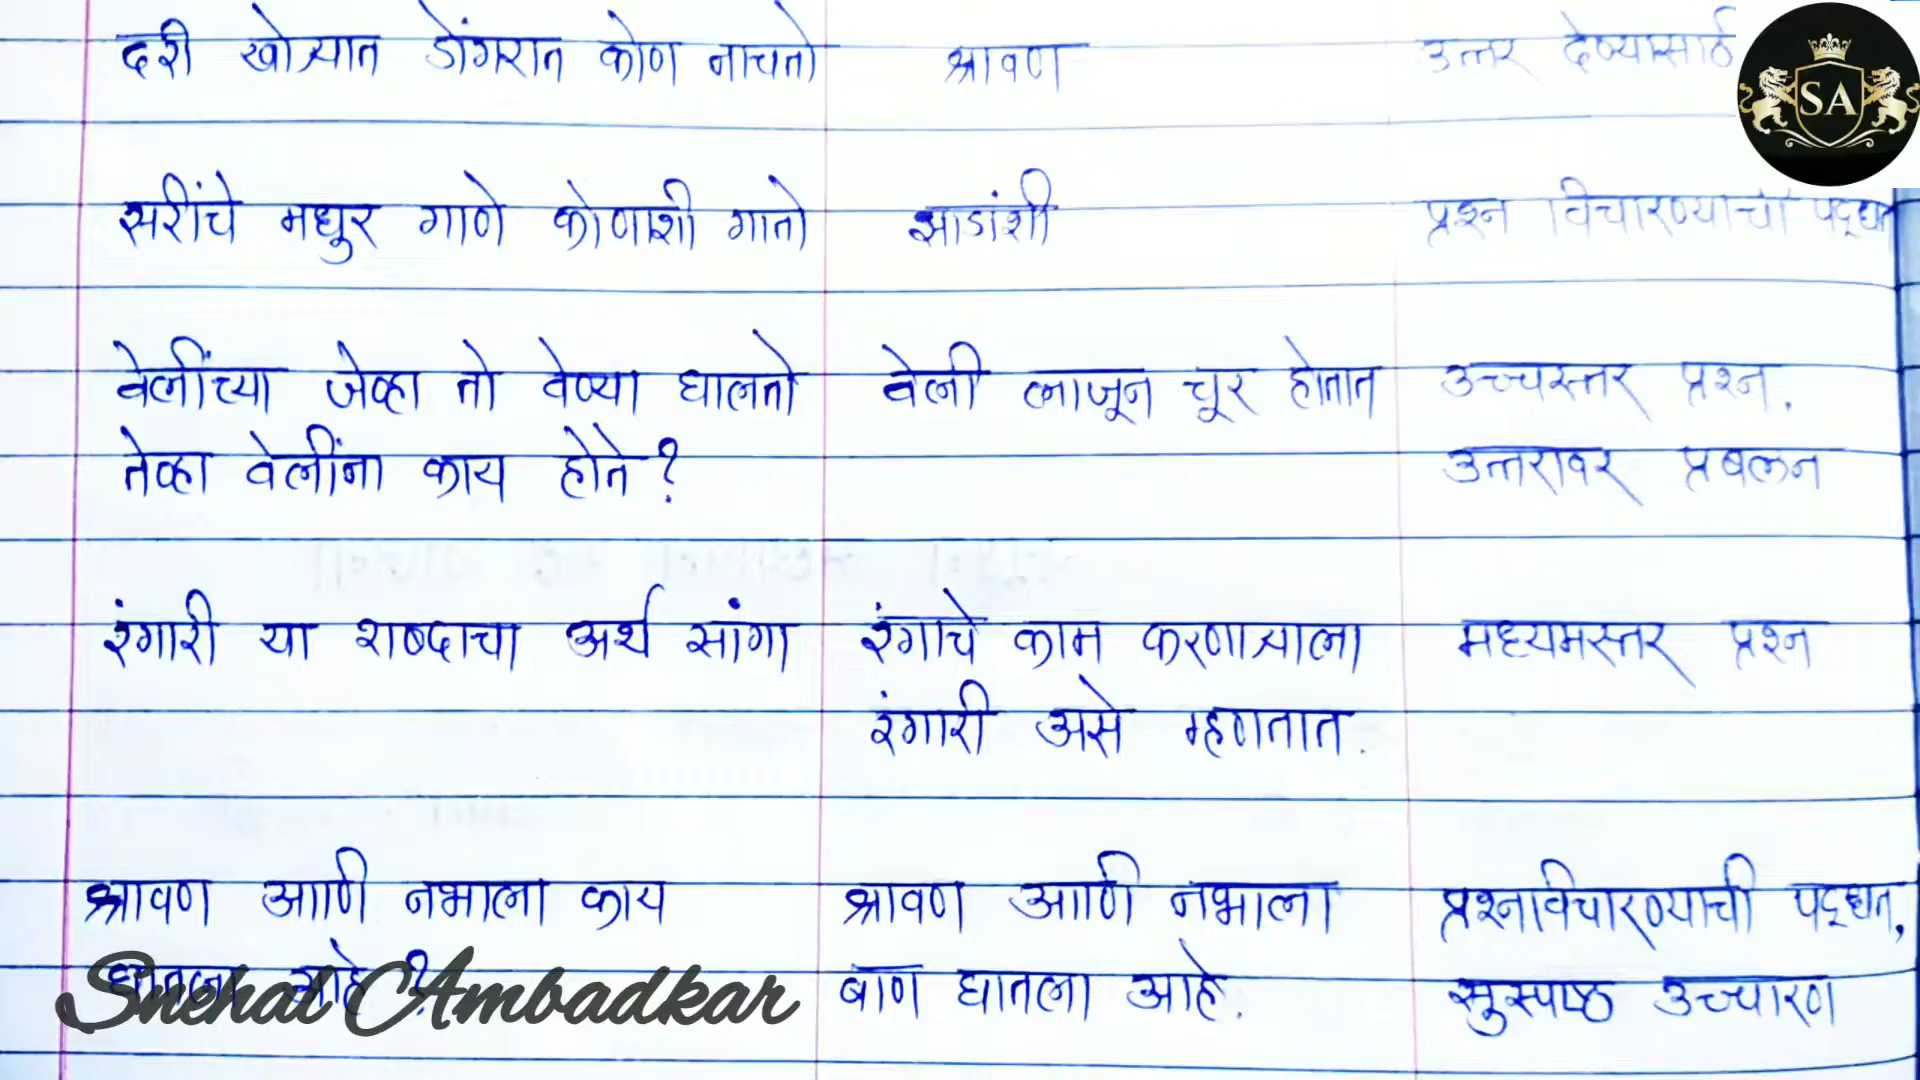 दरी खोऱ्यात डोंगरात कोण नाचतो श्रावण उत्तर देण्यासाठी
SA
सरींचे मधुर गाणे कोणाशी गातो झाडांशी प्रश्न विचारण्याची पद्धत
वेलींच्या जेव्हा तो वेण्या घालतो वेली लाजून चूर होतात उच्चस्तर प्रश्न.
तेव्हा वेलींना काय होते? उत्तरावर प्रबलन
रंगारी या शब्दाचा अर्थ सांगा रंगाचे काम करणाऱ्याला मध्यमस्तर प्रश्न
रंगारी असे म्हणतात.
श्रावण आणि नभाला काय श्रावण आणि नभाला प्रश्नविचारण्याची पद्धत,
घातला आहे? बाण घातला आहे. सुस्पष्ठ उच्चारण
Snehal Ambadkar